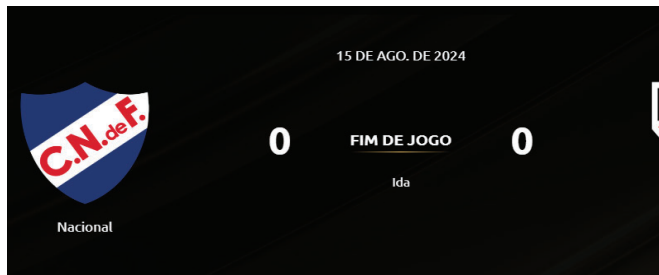 15 DE AGO. DE 2024
C.N.deF.
0 FIM DE JOGO 0
Ida
Nacional